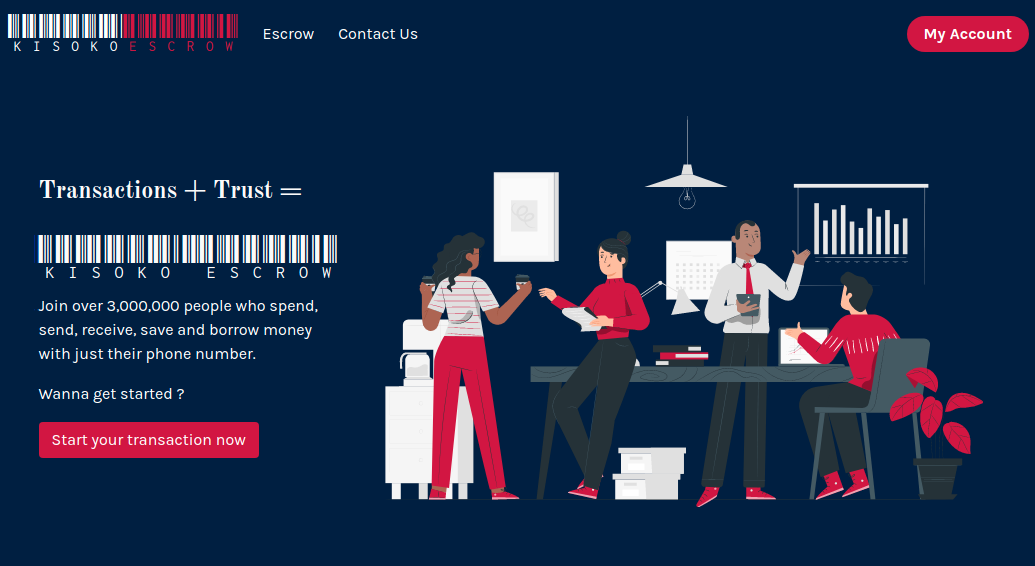 KISOKO ESCROW
Escrow
Contact Us
My Account
Transactions + Trust =
KISOKO ESCROW
Join over 3,000,000 people who spend,
send, receive, save and borrow money
with just their phone number.
Wanna get started ?
Start your transaction now